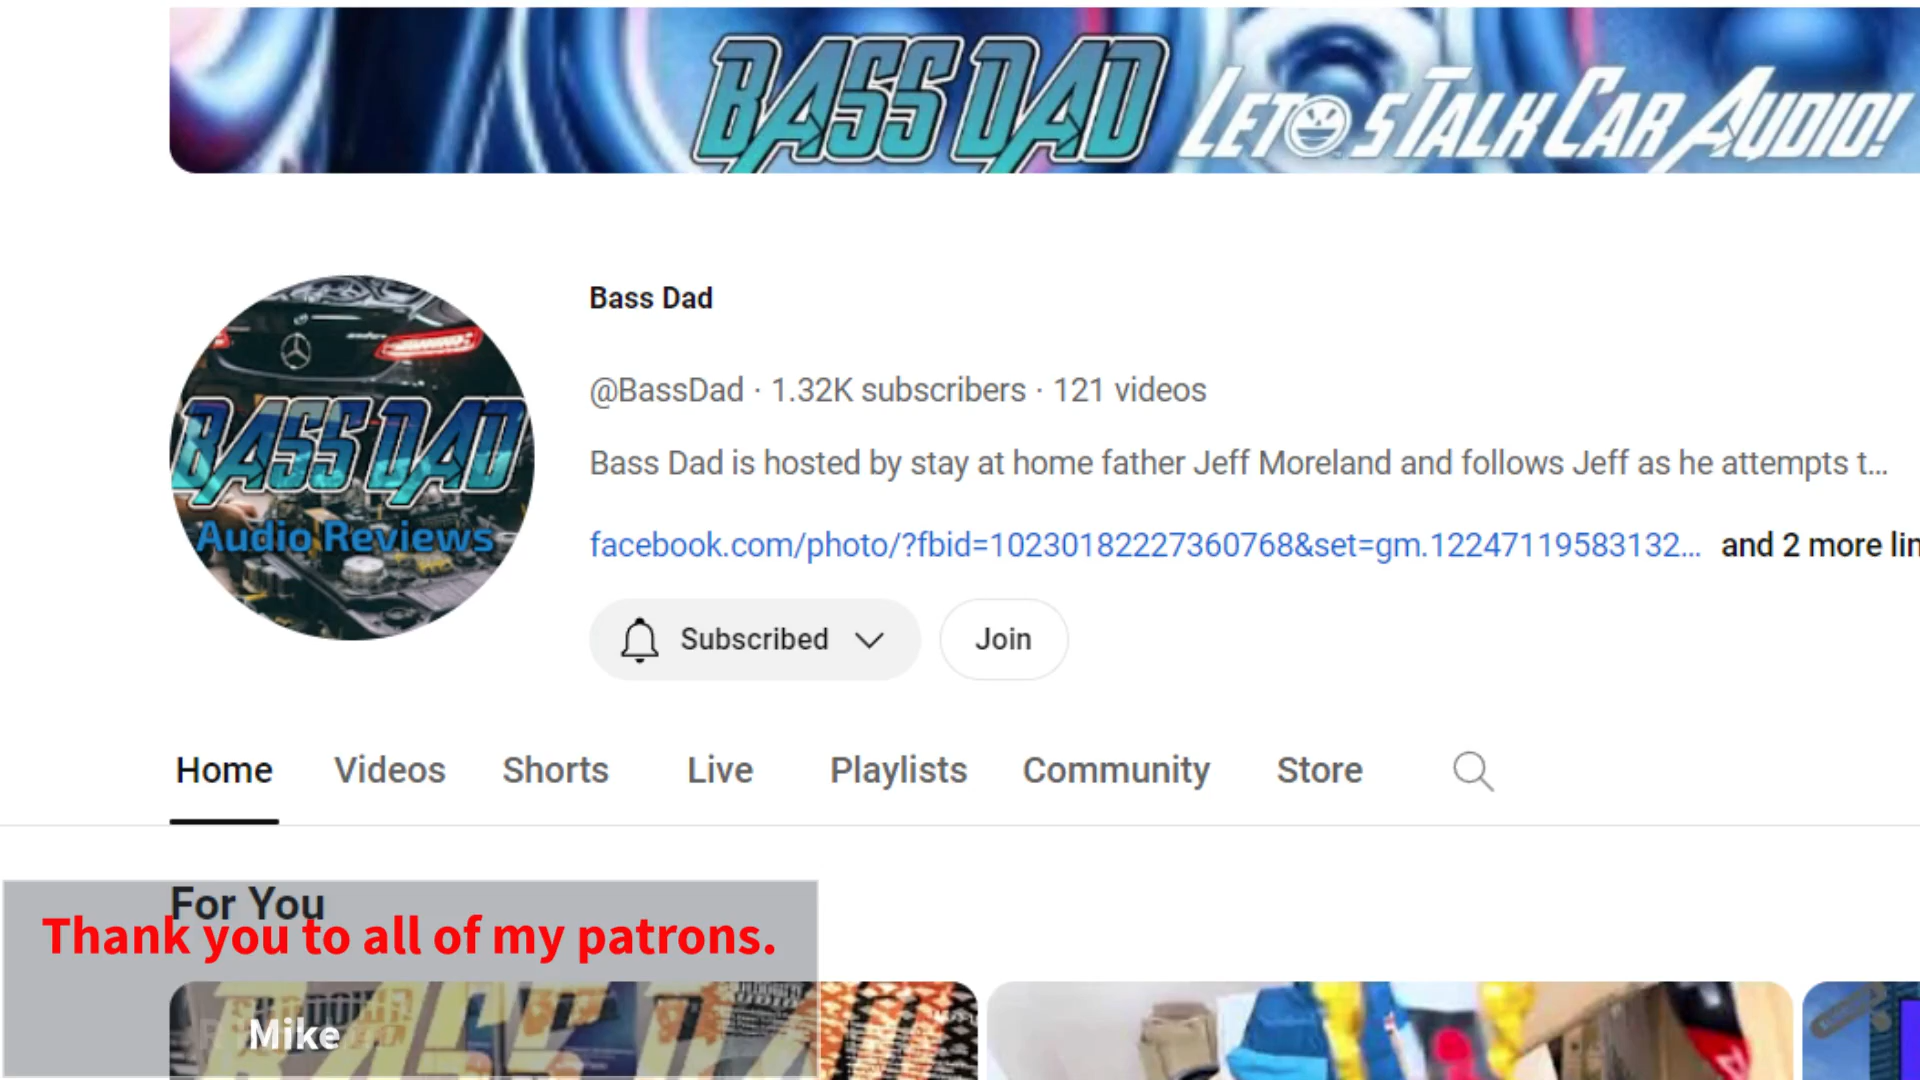 BASS DAD LET'S TALK CAR AUDIO!
Bass Dad
@BassDad · 1.32K subscribers · 121 videos
BASS DAD
Audio Reviews
Bass Dad is hosted by stay at home father Jeff Moreland and follows Jeff as he attempts t...
facebook.com/photo/?fbid=10230182227360768&set=gm.12247119583132... and 2 more lin
Subscribed
Join
Home Videos Shorts Live Playlists Community Store
For You
Thank you to all of my patrons.
Mike